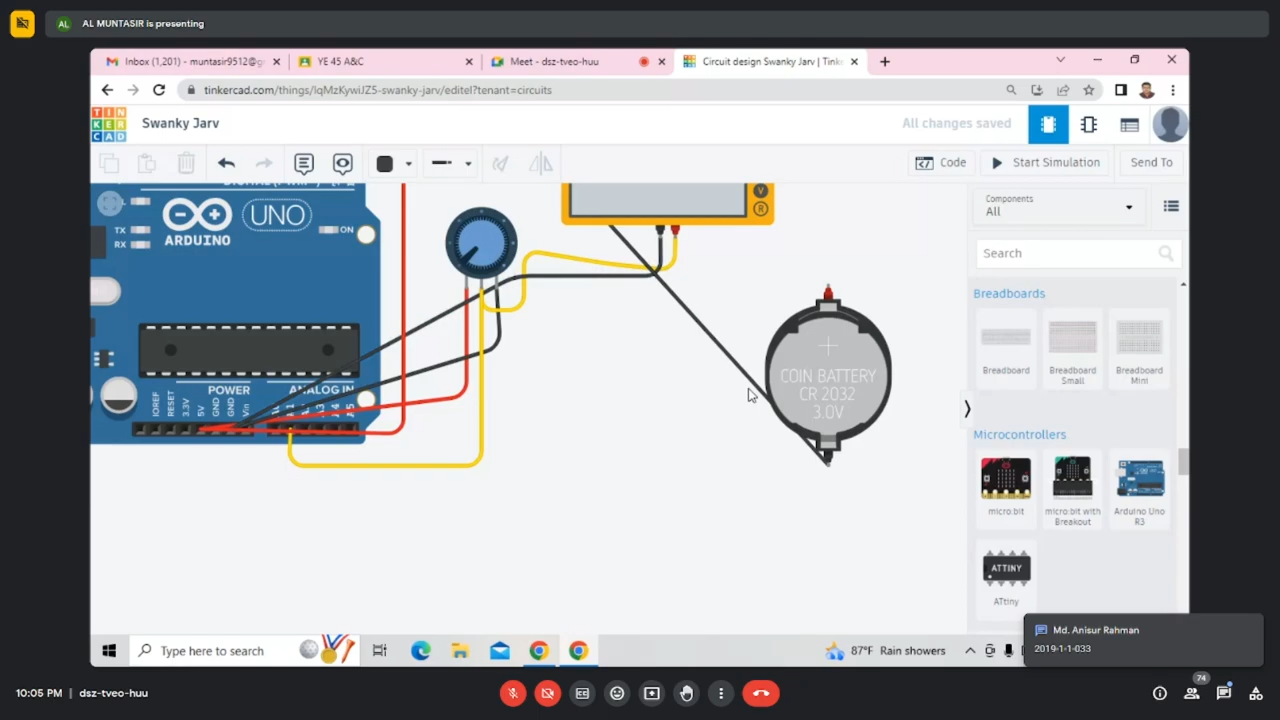 AL
AL MUNTASIR is presenting
Inbox (1,201) - muntasir9512@g
YE 45 A&C
Meet - dsz-tveo-huu
Circuit design Swanky Jarv | Tink
tinkercad.com/things/lqMzKywiJZ5-swanky-jarv/editel?tenant=circuits
TIN
KER
CAD
Swanky Jarv
All changes saved
Code
Start Simulation
Send To
Components
All
Search
Breadboards
Breadboard
Breadboard
Small
Breadboard
Mini
Microcontrollers
micro:bit
micro:bit with
Breakout
Arduino Uno
R3
ATTINY
ATtiny
L
TX
RX
UNO
ARDUINO
ON
POWER
ANALOG IN
IOREF
RESET
3.3V
5V
GND
GND
Vin
A5
V
R
COIN BATTERY
CR 2032
3.0V
Type here to search
87°F Rain showers
Md. Anisur Rahman
2019-1-1-033
10:05 PM | dsz-tveo-huu
74